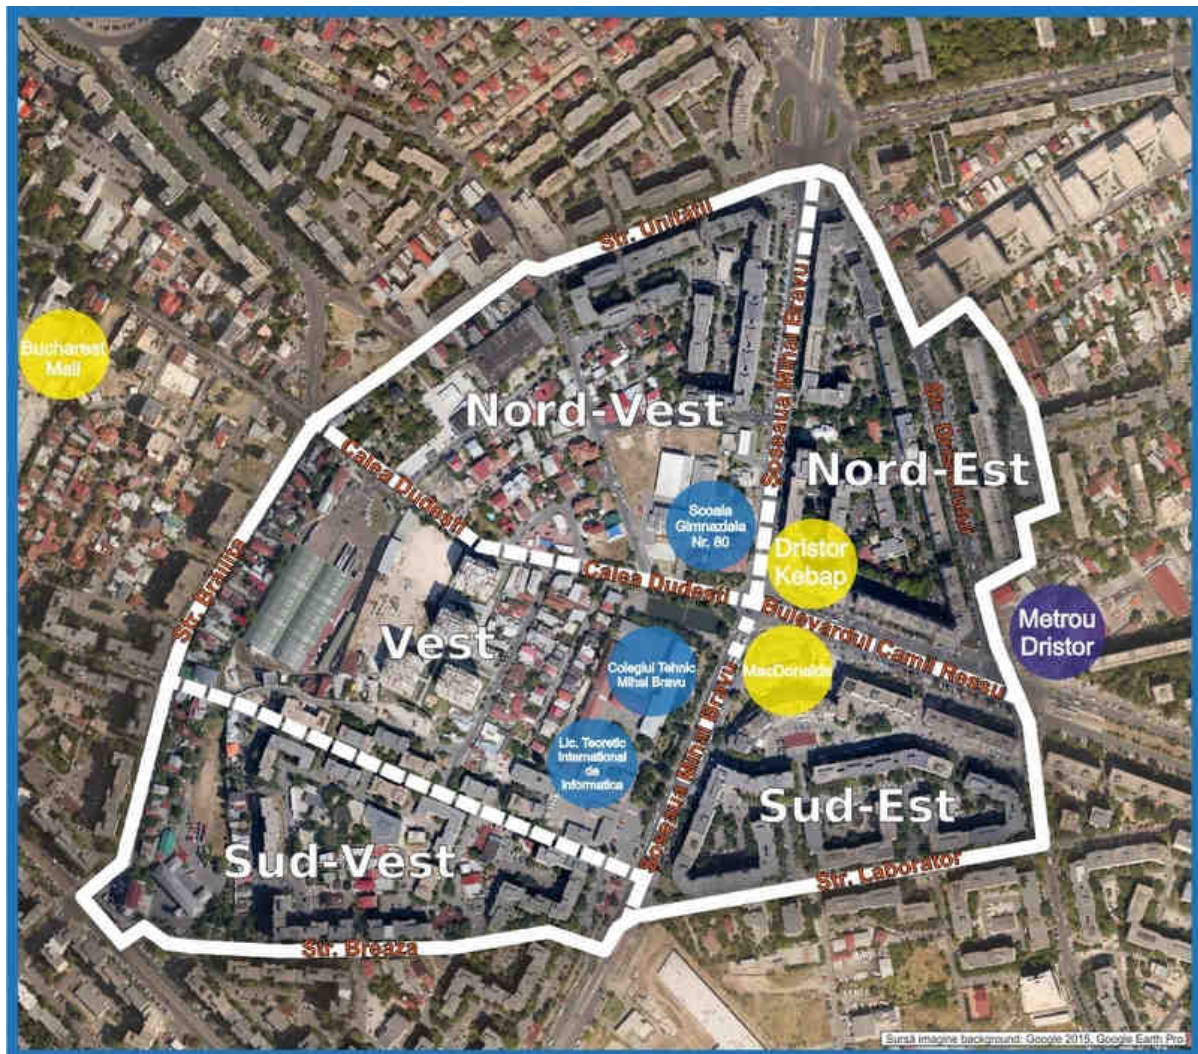 Str. Unitatii
Soseaua Mihai Bravu
Bucharest
Mall
Nord-Vest
Calea Dudesti
Nord-Est
Scoala
Gimnaziala
Nr. 80
Dristor
Kebap
Calea Dudesti
Bulevardul Camil Ressu
Str. Brailita
Vest
Metrou
Dristor
Colegiul Tehnic
Mihai Bravu
MacDonalds
Soseaua Mihai Bravu
Lic. Teoretic
International
de
Informatica
Sud-Est
Sud-Vest
Str. Laborator
Str. Breaza
Sursă imagine background: Google 2015, Google Earth Pro